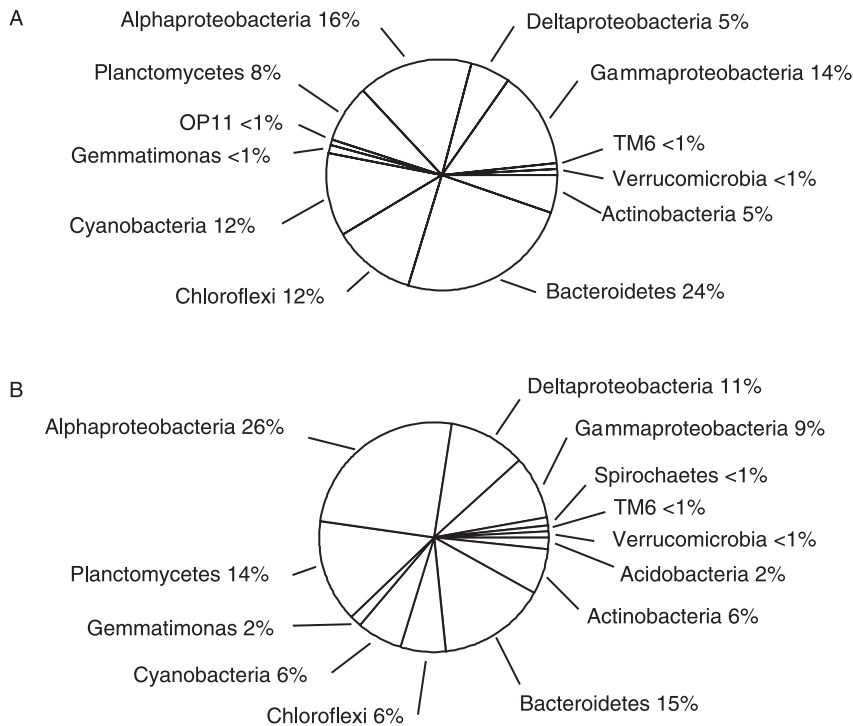 A
Alphaproteobacteria 16%
Deltaproteobacteria 5%
Planctomycetes 8%
Gammaproteobacteria 14%
OP11 <1%
TM6 <1%
Gemmatimonas <1%
Verrucomicrobia <1%
Actinobacteria 5%
Cyanobacteria 12%
Chloroflexi 12%
Bacteroidetes 24%
B
Deltaproteobacteria 11%
Alphaproteobacteria 26%
Gammaproteobacteria 9%
Spirochaetes <1%
TM6 <1%
Verrucomicrobia <1%
Planctomycetes 14%
Acidobacteria 2%
Actinobacteria 6%
Gemmatimonas 2%
Cyanobacteria 6%
Bacteroidetes 15%
Chloroflexi 6%